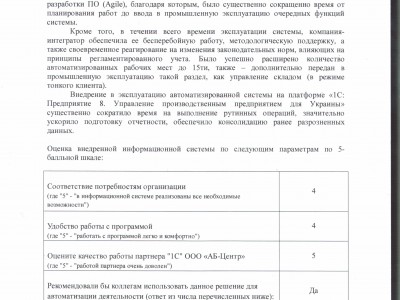 разработки ПО (Agile), благодаря которым, было существенно сокращено время от
планирования работ до ввода в промышленную эксплуатацию очередных функций
системы.
Кроме того, в течении всего времени эксплуатации системы, компания-
интегратор обеспечила ее бесперебойную работу, методологическую поддержку, а
также своевременное реагирование на изменения законодательных норм, влияющих на
принципы регламентированного учета. Было успешно расширено количество
автоматизированных рабочих мест до 15ти, также – дополнительно передан в
промышленную эксплуатацию такой раздел, как управление складом (в режиме
тонкого клиента).
Внедрение в эксплуатацию автоматизированной системы на платформе «1С:
Предприятие 8. Управление производственным предприятием для Украины»
существенно сократило время на выполнение рутинных операций, значительно
ускорило подготовку отчетности, обеспечило консолидацию ранее разрозненных
данных.
Оценка внедренной информационной системы по следующим параметрам по 5-
балльной шкале:
Соответствие потребностям организации
(где "5" - "в информационной системе реализованы все необходимые
возможности")
4
Удобство работы с программой
(где "5" - "работать с программой легко и комфортно")
4
Оцените качество работы партнера "1С" ООО «АБ-Центр»
(где "5" - "работой партнера очень доволен")
5
Рекомендовали бы коллегам использовать данное решение для
автоматизации деятельности (ответ из числа перечисленных ниже):
Да